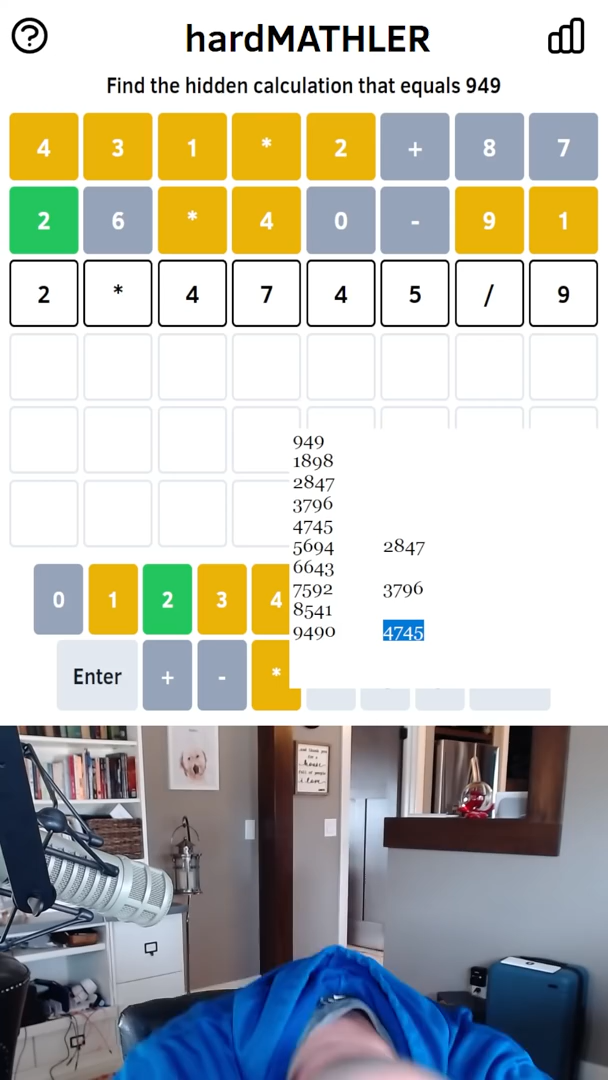 ?
hardMATHLER
Find the hidden calculation that equals 949
4 3 1 * 2 + 8 7
2 6 * 4 0 - 9 1
2 * 4 7 4 5 / 9
949
1898
2847
3796
4745
5694 2847
6643
7592 3796
8541
9490 4745
0 1 2 3 4
Enter + - *